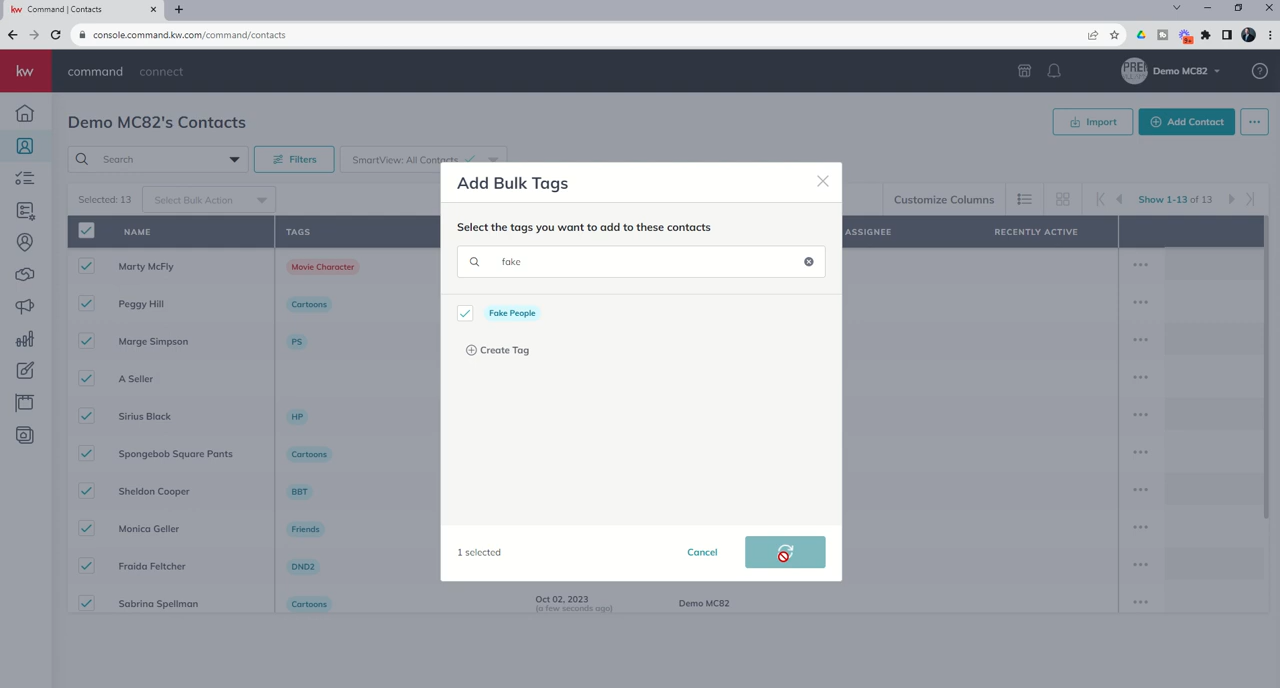 kw Command | Contacts
console.command.kw.com/command/contacts
9+
kw command connect
PREI
Demo MC82
Demo MC82's Contacts
Import
Add Contact
Search
Filters
SmartView: All Contacts
Selected: 13
Select Bulk Action
Customize Columns
Show 1-13 of 13
NAME TAGS ASSIGNEE RECENTLY ACTIVE
Marty McFly Movie Character
Peggy Hill Cartoons
Marge Simpson PS
A Seller
Sirius Black HP
Spongebob Square Pants Cartoons
Sheldon Cooper BBT
Monica Geller Friends
Fraida Feltcher DND2
Sabrina Spellman Cartoons Oct 02, 2023 Demo MC82
(a few seconds ago)
Add Bulk Tags
Select the tags you want to add to these contacts
fake
Fake People
Create Tag
1 selected
Cancel